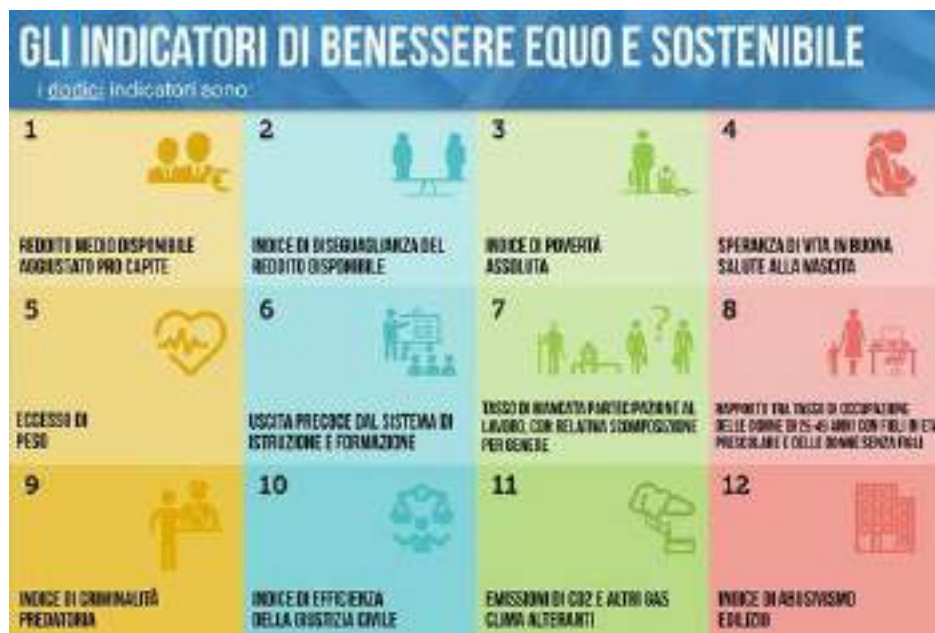 GLI INDICATORI DI BENESSERE EQUO E SOSTENIBILE
i dodici indicatori sono:
1
REDDITO MEDIO DISPONIBILE
AGGIUSTATO PRO CAPITE
2
INDICE DI DISEGUAGLIANZA DEL
REDDITO DISPONIBILE
3
INDICE DI POVERTÀ
ASSOLUTA
4
SPERANZA DI VITA IN BUONA
SALUTE ALLA NASCITA
5
ECCESSO DI
PESO
6
USCITA PRECOCE DAL SISTEMA DI
ISTRUZIONE E FORMAZIONE
7
TASSO DI MANCATA PARTECIPAZIONE AL
LAVORO, CON RELATIVA SCOMPOSIZIONE
PER GENERE
8
RAPPORTO TRA TASSO DI OCCUPAZIONE
DELLE DONNE DI 25-49 ANNI CON FIGLI IN ETÀ
PRESCOLARE E DELLE DONNE SENZA FIGLI
9
INDICE DI CRIMINALITÀ
PREDATORIA
10
INDICE DI EFFICIENZA
DELLA GIUSTIZIA CIVILE
11
EMISSIONI DI CO2 E ALTRI GAS
CLIMA ALTERANTI
12
INDICE DI ABUSIVISMO
EDILIZIO